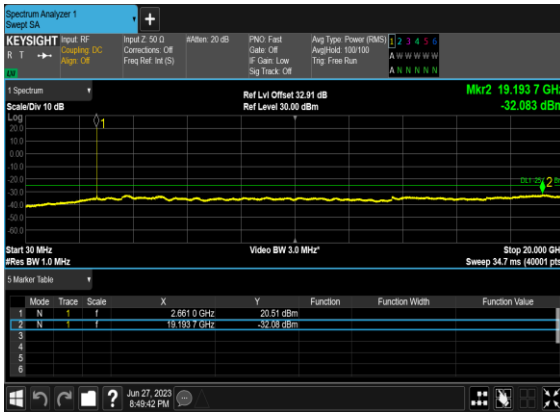 Spectrum Analyzer 1
Swept SA
+
KEYSIGHT Input: RF Input Z: 50 Ω #Atten: 20 dB PNO: Fast Avg Type: Power (RMS) 1 2 3 4 5 6
R T Coupling: DC Corrections: Off Gate: Off Avg|Hold: 100/100 A W W W W W
Align: Off Freq Ref: Int (S) IF Gain: Low Trig: Free Run
Sig Track: Off A N N N N N
1 Spectrum Ref Lvl Offset 32.91 dB Mkr2 19.193 7 GHz
Scale/Div 10 dB Ref Level 30.00 dBm -32.083 dBm
Log
1
20.0
10.0
0.00
-10.0
-20.0
2
-30.0
-40.0
-50.0
-60.0
Start 30 MHz Video BW 3.0 MHz* Stop 20.000 GH
#Res BW 1.0 MHz Sweep 34.7 ms (40001 pts
5 Marker Table
Mode Trace Scale X Y Function Function Width Function Value
1 N 1 f 2.661 0 GHz 20.51 dBm
2 N 1 f 19.193 7 GHz -32.08 dBm
3
4
5
6
? Jun 27, 2023
8:49:42 PM